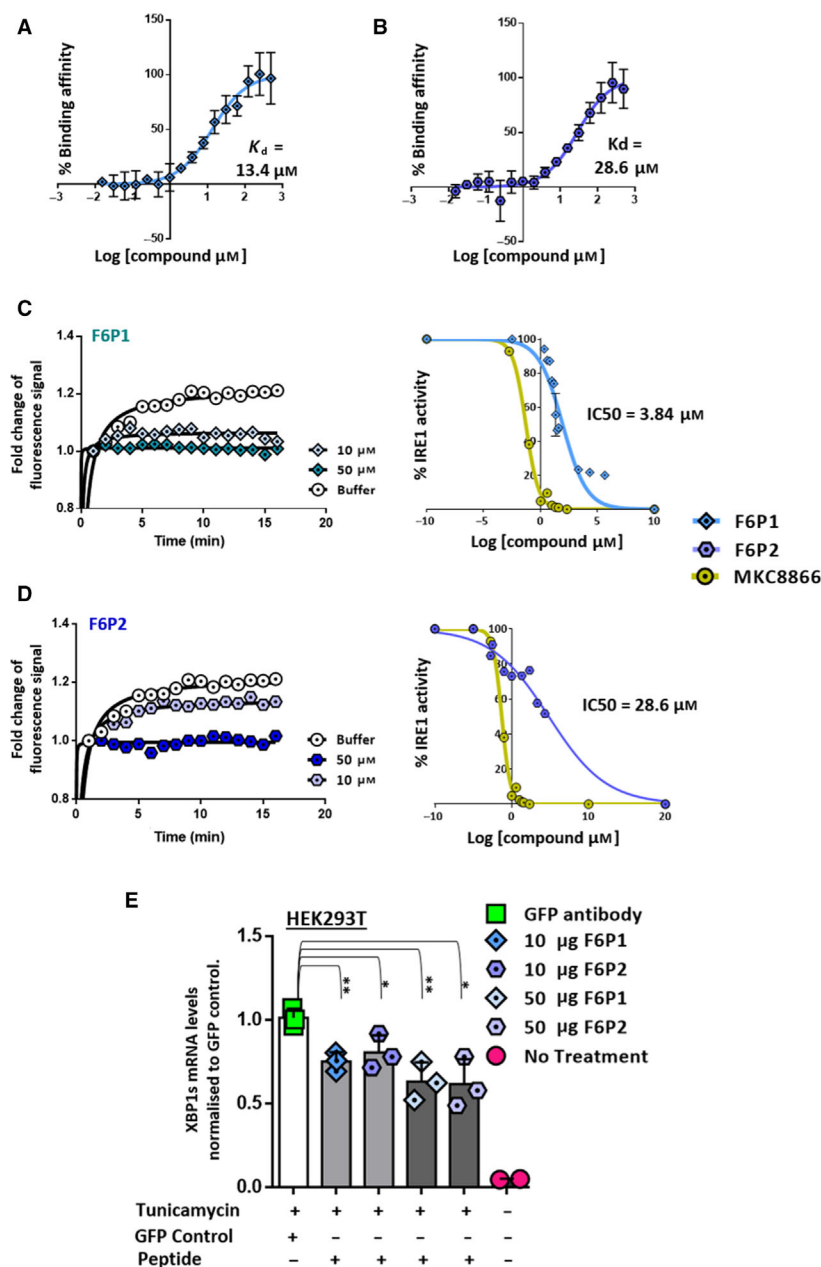 A
% Binding affinity
150
100
50
-50
-3 -2 -1 0 1 2 3
Kd =
13.4 μM
Log [compound μM]
B
% Binding affinity
150
100
50
-50
-3 -2 -1 0 1 2 3
Kd =
28.6 μM
Log [compound μM]
C
F6P1
Fold change of
fluorescence signal
1.4
1.2
1.0
0.8
0 5 10 15 20
Time (min)
10 μM
50 μM
Buffer
% IRE1 activity
100
80
50
40
20
-10 -5 0 5 10
IC50 = 3.84 μM
Log [compound μM]
F6P1
F6P2
MKC8866
D
F6P2
Fold change of
fluorescence signal
1.4
1.2
1.0
0.8
0 5 10 15 20
Time (min)
Buffer
50 μM
10 μM
% IRE1 activity
100
80
60
40
20
-10 0 10 20
IC50 = 28.6 μM
Log [compound μM]
E
HEK293T
XBP1s mRNA levels
normalised to GFP control.
1.5
1.0
0.5
0.0
** * ** *
GFP antibody
10 μg F6P1
10 μg F6P2
50 μg F6P1
50 μg F6P2
No Treatment
Tunicamycin + + + + + –
GFP Control + – – – – –
Peptide – + + + + –